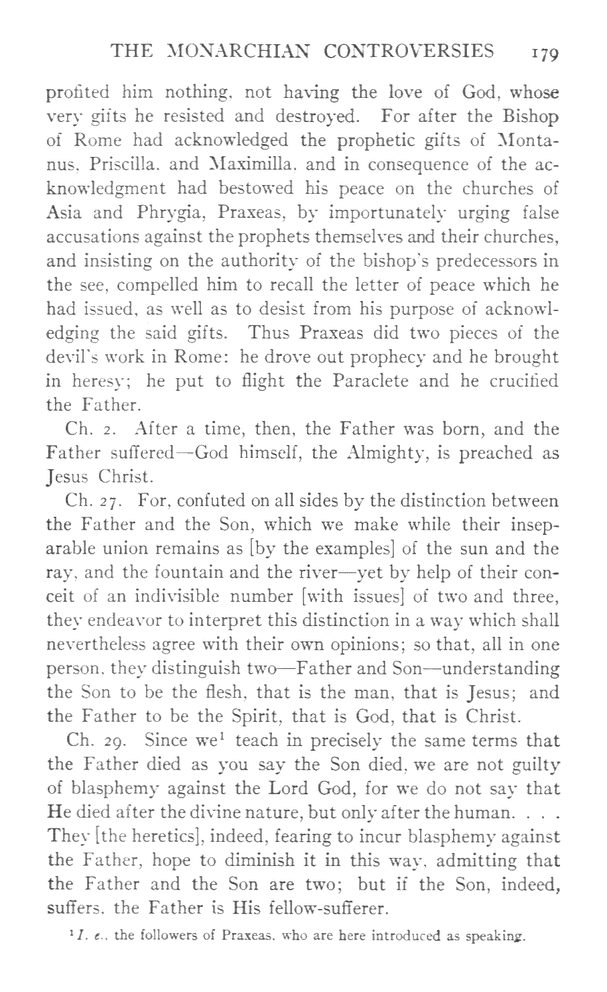 THE MONARCHIAN CONTROVERSIES 179
profited him nothing, not having the love of God, whose
very gifts he resisted and destroyed. For after the Bishop
of Rome had acknowledged the prophetic gifts of Monta-
nus, Priscilla, and Maximilla, and in consequence of the ac-
knowledgment had bestowed his peace on the churches of
Asia and Phrygia, Praxeas, by importunately urging false
accusations against the prophets themselves and their churches,
and insisting on the authority of the bishop's predecessors in
the see, compelled him to recall the letter of peace which he
had issued, as well as to desist from his purpose of acknowl-
edging the said gifts. Thus Praxeas did two pieces of the
devil's work in Rome: he drove out prophecy and he brought
in heresy; he put to flight the Paraclete and he crucified
the Father.
Ch. 2. After a time, then, the Father was born, and the
Father suffered—God himself, the Almighty, is preached as
Jesus Christ.
Ch. 27. For, confuted on all sides by the distinction between
the Father and the Son, which we make while their insep-
arable union remains as [by the examples] of the sun and the
ray, and the fountain and the river—yet by help of their con-
ceit of an indivisible number [with issues] of two and three,
they endeavor to interpret this distinction in a way which shall
nevertheless agree with their own opinions; so that, all in one
person, they distinguish two—Father and Son—understanding
the Son to be the flesh, that is the man, that is Jesus; and
the Father to be the Spirit, that is God, that is Christ.
Ch. 29. Since we¹ teach in precisely the same terms that
the Father died as you say the Son died, we are not guilty
of blasphemy against the Lord God, for we do not say that
He died after the divine nature, but only after the human. . . .
They [the heretics], indeed, fearing to incur blasphemy against
the Father, hope to diminish it in this way, admitting that
the Father and the Son are two; but if the Son, indeed,
suffers, the Father is His fellow-sufferer.
¹ I. e., the followers of Praxeas, who are here introduced as speaking.